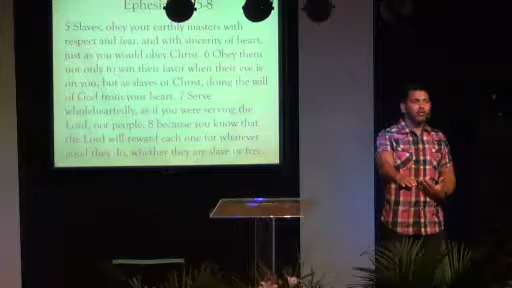 Ephesians 5-8
5 Slaves, obey your earthly masters with
respect and fear, and with sincerity of heart,
just as you would obey Christ. 6 Obey them
not only to win their favor when their eye is
on you, but as slaves of Christ, doing the will
of God from your heart. 7 Serve
wholeheartedly, as if you were serving the
Lord, not people, 8 because you know that
the Lord will reward each one for whatever
good they do, whether they are slave or free.